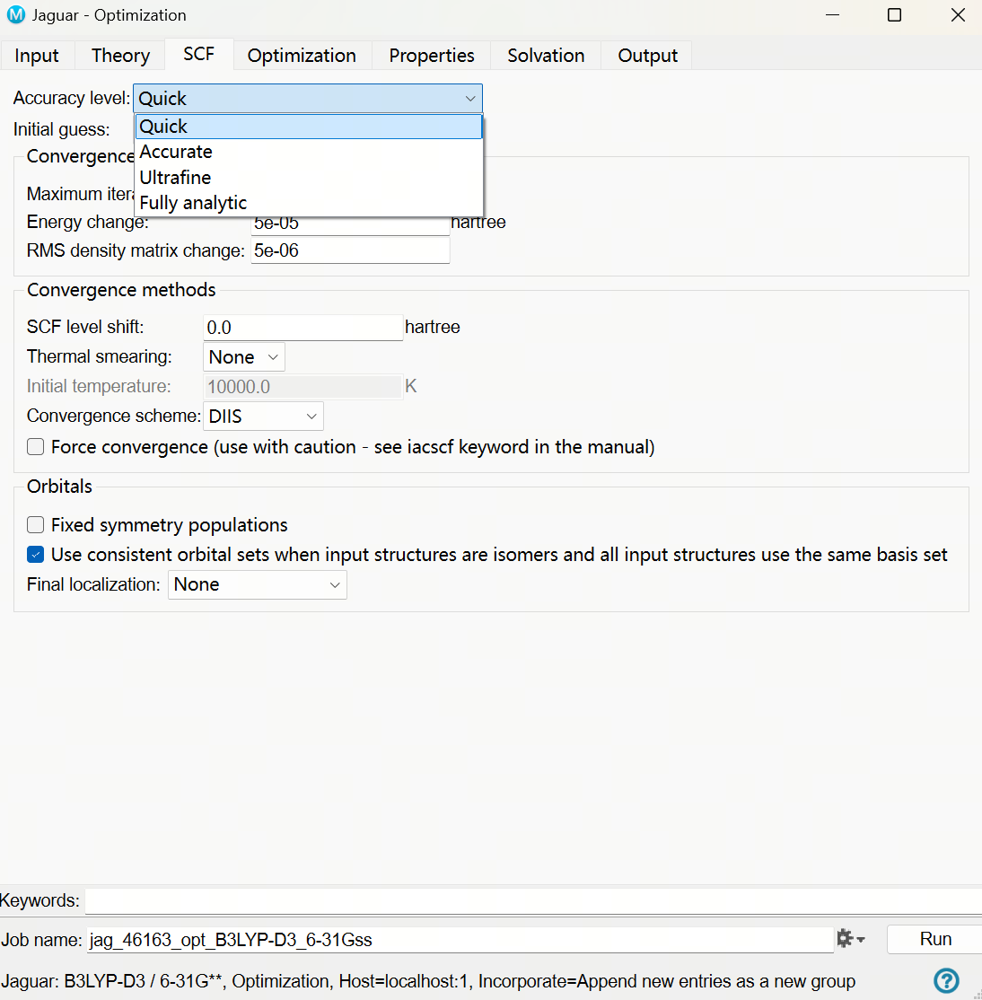 M Jaguar - Optimization
Input Theory SCF Optimization Properties Solvation Output
Accuracy level: Quick
Quick
Initial guess:
Accurate
Convergence
Ultrafine
Maximum itera
Fully analytic
Energy change: 5e-05 hartree
RMS density matrix change: 5e-06
Convergence methods
SCF level shift: 0.0 hartree
Thermal smearing: None
Initial temperature: 10000.0 K
Convergence scheme: DIIS
Force convergence (use with caution - see iacscf keyword in the manual)
Orbitals
Fixed symmetry populations
Use consistent orbital sets when input structures are isomers and all input structures use the same basis set
Final localization: None
Keywords:
Job name: jag_46163_opt_B3LYP-D3_6-31Gss Run
Jaguar: B3LYP-D3 / 6-31G**, Optimization, Host=localhost:1, Incorporate=Append new entries as a new group ?